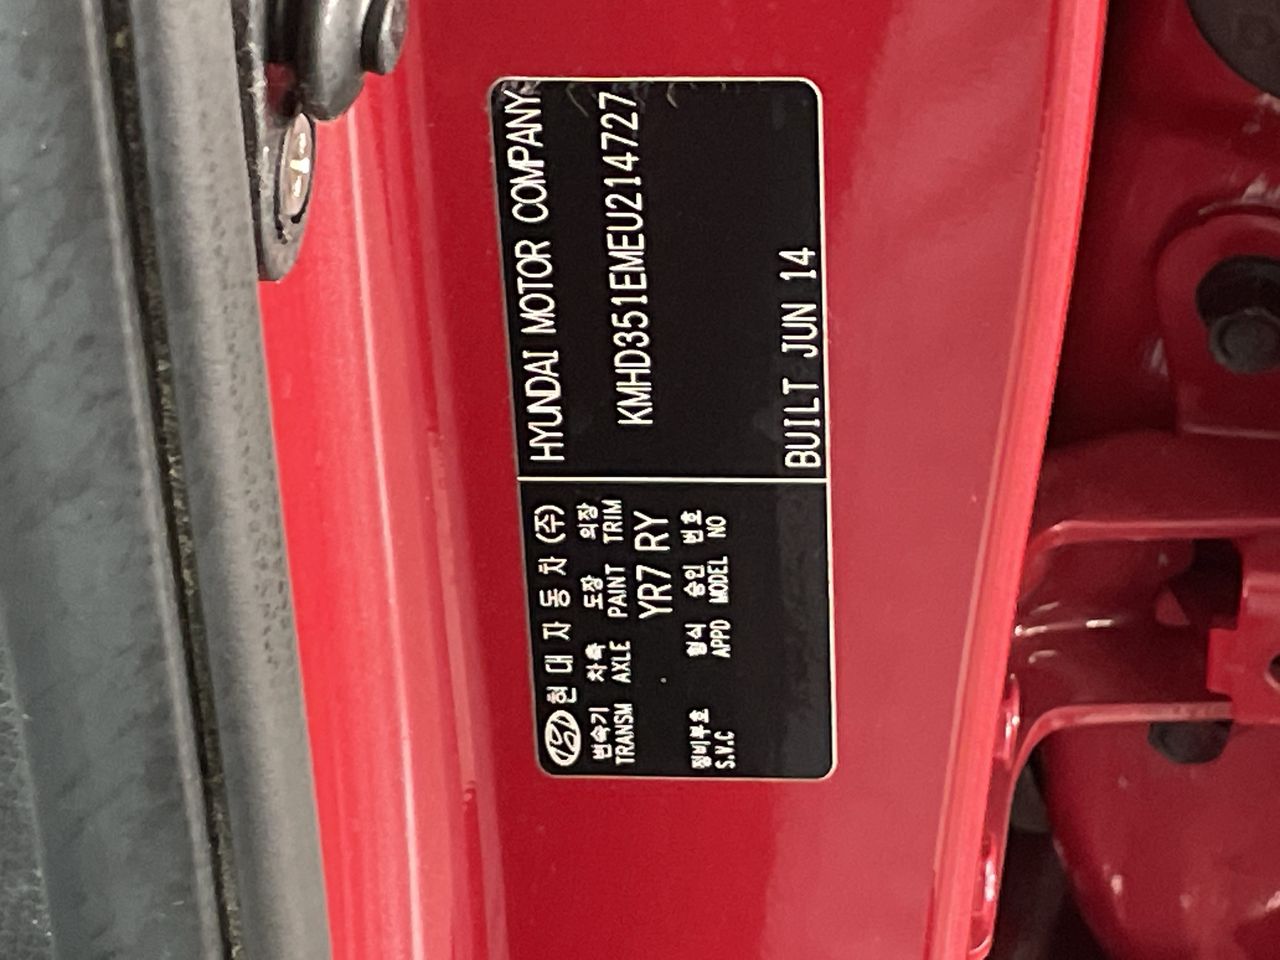 현대자동차(주)
변속기 차축 도장 외장
TRANSM AXLE PAINT TRIM
YR7 RY
정비부호 형식 승인 번호
S.V.C APPD MODEL NO
HYUNDAI MOTOR COMPANY
KMHD351EMEU214727
BUILT JUN 14